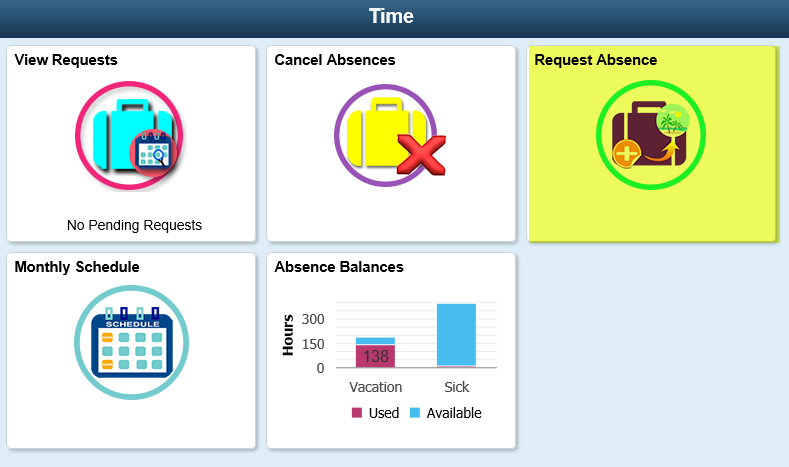 Time
View Requests
No Pending Requests
Cancel Absences
Request Absence
Monthly Schedule
SCHEDULE
Absence Balances
Hours
300
150
0
138
Vacation
Sick
Used
Available